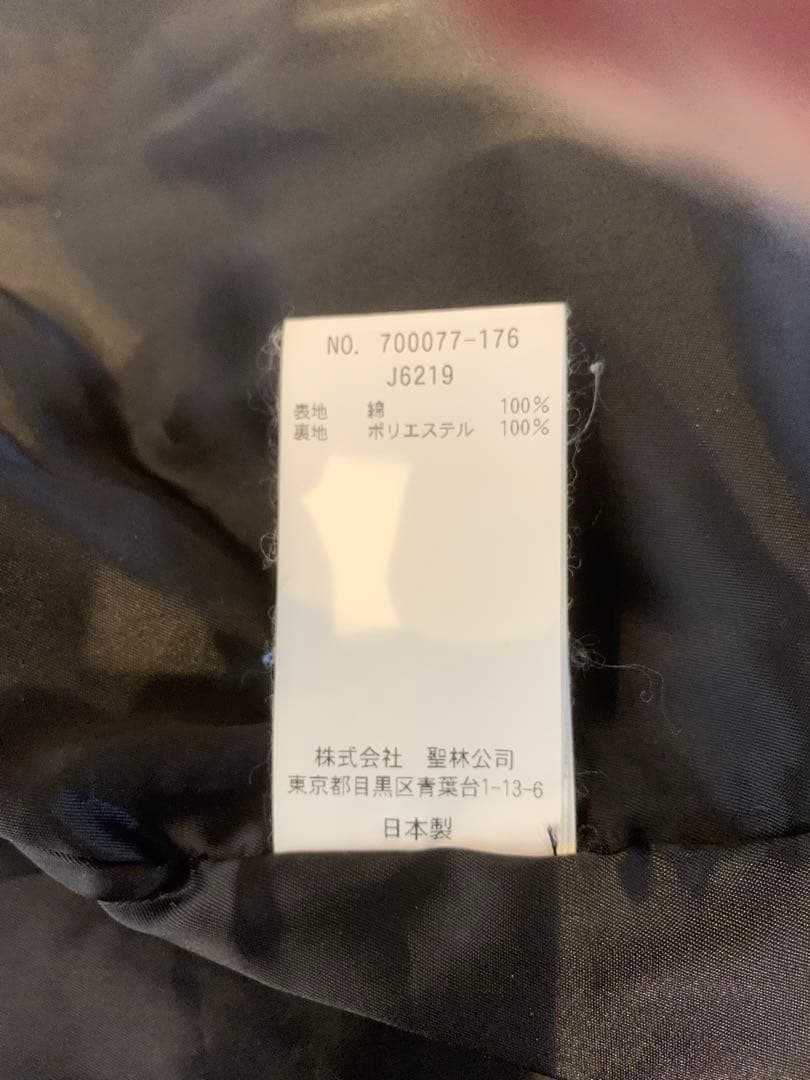 NO. 700077-176
J6219
表地 綿 100%
裏地 ポリエステル 100%
株式会社 聖林公司
東京都目黒区青葉台1-13-6
日本製